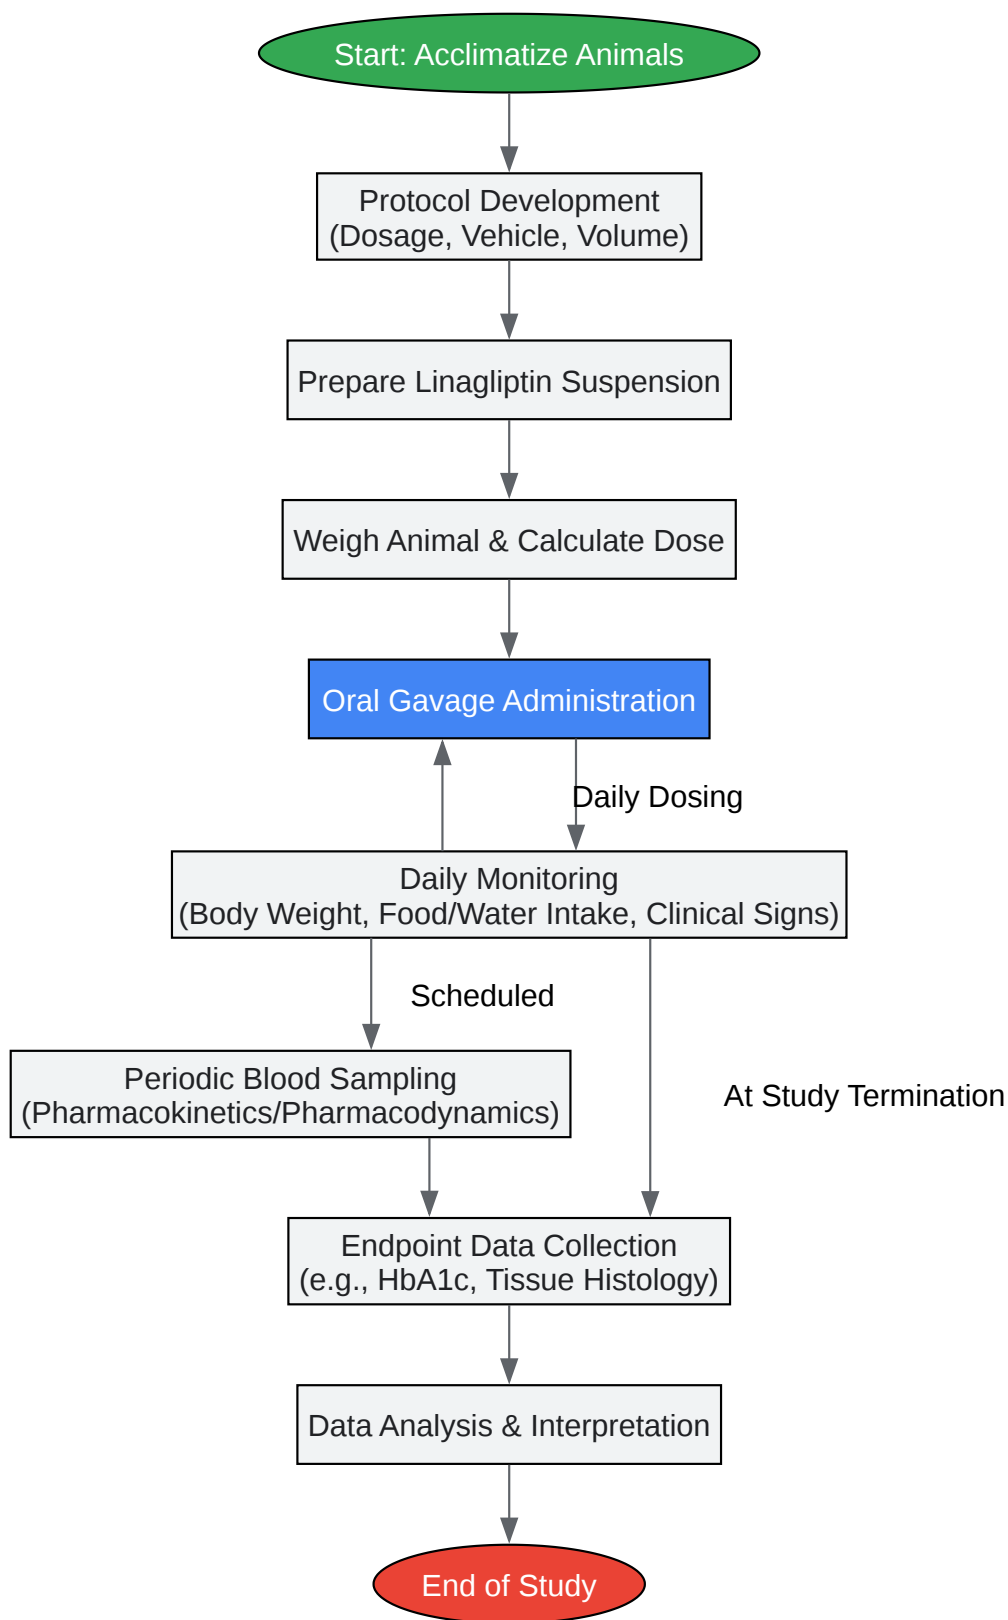 Start: Acclimatize Animals
Protocol Development
(Dosage, Vehicle, Volume)
Prepare Linagliptin Suspension
Weigh Animal & Calculate Dose
Oral Gavage Administration
Daily Dosing
Daily Monitoring
(Body Weight, Food/Water Intake, Clinical Signs)
Scheduled
Periodic Blood Sampling
(Pharmacokinetics/Pharmacodynamics)
At Study Termination
Endpoint Data Collection
(e.g., HbA1c, Tissue Histology)
Data Analysis & Interpretation
End of Study